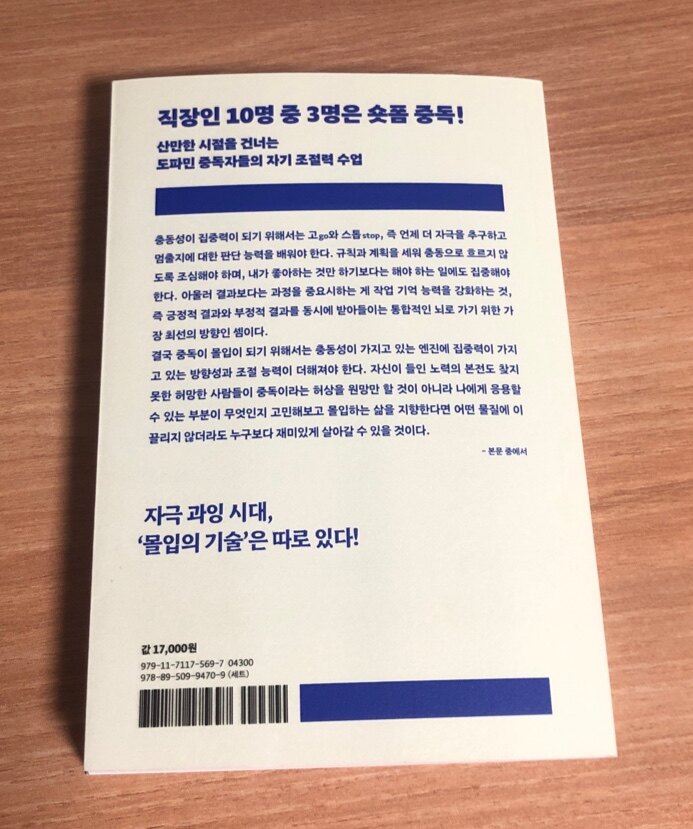 직장인 10명 중 3명은 숏폼 중독!
산만한 시절을 건너는
도파민 중독자들의 자기 조절력 수업
충동성이 집중력이 되기 위해서는 고go와 스톱stop, 즉 언제 더 자극을 추구하고
멈출지에 대한 판단 능력을 배워야 한다. 규칙과 계획을 세워 충동으로 흐르지 않
도록 조심해야 하며, 내가 좋아하는 것만 하기보다는 해야 하는 일에도 집중해야
한다. 아울러 결과보다는 과정을 중요시하는 게 작업 기억 능력을 강화하는 것,
즉 긍정적 결과와 부정적 결과를 동시에 받아들이는 통합적인 뇌로 가기 위한 가
장 최선의 방향인 셈이다.
결국 중독이 몰입이 되기 위해서는 충동성이 가지고 있는 엔진에 집중력이 가지
고 있는 방향성과 조절 능력이 더해져야 한다. 자신이 들인 노력의 본전도 찾지
못한 허망한 사람들이 중독이라는 허상을 원망만 할 것이 아니라 나에게 응용할
수 있는 부분이 무엇인지 고민해보고 몰입하는 삶을 지향한다면 어떤 물질에 이
끌리지 않더라도 누구보다 재미있게 살아갈 수 있을 것이다.
- 본문 중에서
자극 과잉 시대,
‘몰입의 기술’은 따로 있다!
값 17,000원
979-11-7117-569-7 04300
978-89-509-9470-9 (세트)